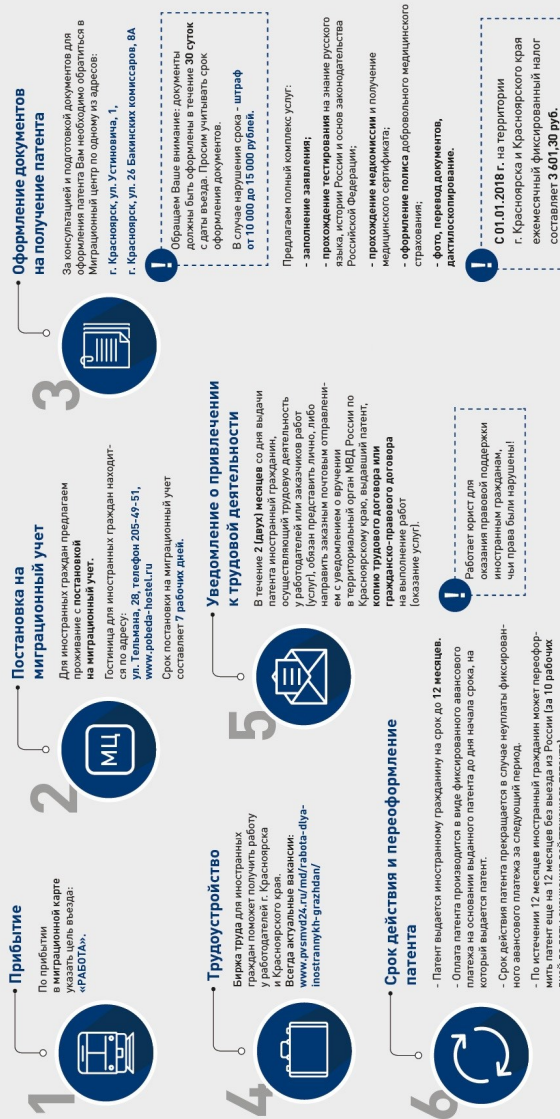 1
Прибытие
По прибытии
в миграционной карте
указать цель въезда:
«РАБОТА».
2
МЦ
Постановка на
миграционный учет
Для иностранных граждан предлагаем
проживание с постановкой
на миграционный учет.
Гостиница для иностранных граждан находит-
ся по адресу:
ул. Тельмана, 28, телефон 205-49-51,
www.pobeda-hostel.ru
Срок постановки на миграционный учет
составляет 7 рабочих дней.
3
Оформление документов
на получение патента
За консультацией и подготовкой документов для
оформления патента Вам необходимо обратиться в
Миграционный центр по одному из адресов:
г. Красноярск, ул. Устиновича, 1,
г. Красноярск, ул. 26 Бакинских комиссаров, 8А
!
Обращаем Ваше внимание: документы
должны быть оформлены в течение 30 суток
с даты въезда. Просим учитывать срок
оформления документов.
В случае нарушения срока - штраф
от 10 000 до 15 000 рублей.
Предлагаем полный комплекс услуг:
- заполнение заявления;
- прохождение тестирования на знание русского
языка, истории России и основ законодательства
Российской Федерации;
- прохождение медкомиссии и получение
медицинского сертификата;
- оформление полиса добровольного медицинского
страхования;
- фото, перевод документов,
дактилоскопирование.
!
С 01.01.2018 г. на территории
г. Красноярска и Красноярского края
ежемесячный фиксированный налог
составляет 3 601,30 руб.
4
Трудоустройство
Биржа труда для иностранных
граждан поможет получить работу
у работодателей г. Красноярска
и Красноярского края.
Всегда актуальные вакансии:
www.pvsmvd24.ru/md/rabota-dlya-
inostrannykh-grazhdan/
5
Уведомление о привлечении
к трудовой деятельности
В течение 2 (двух) месяцев со дня выдачи
патента иностранный гражданин,
осуществляющий трудовую деятельность
у работодателей или заказчиков работ
(услуг), обязан представить лично, либо
направить заказным почтовым отправлени-
ем с уведомлением о вручении
в территориальный орган МВД России по
Красноярскому краю, выдавший патент,
копию трудового договора или
гражданско-правового договора
на выполнение работ
(оказание услуг).
6
Срок действия и переоформление
патента
- Патент выдается иностранному гражданину на срок до 12 месяцев.
- Оплата патента производится в виде фиксированного авансового
платежа на основании выданного патента до дня начала срока, на
который выдается патент.
- Срок действия патента прекращается в случае неуплаты фиксирован-
ного авансового платежа за следующий период.
- По истечении 12 месяцев иностранный гражданин может переофор-
мить патент еще на 12 месяцев без выезда из России (за 10 рабочих
!
Работает юрист для
оказания правовой поддержки
иностранным гражданам,
чьи права были нарушены!